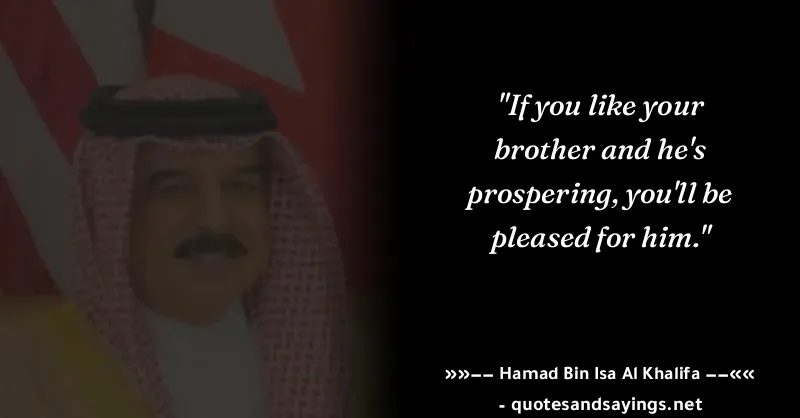 "If you like your
brother and he's
prospering, you'll be
pleased for him."
»»−− Hamad Bin Isa Al Khalifa −−««
- quotesandsayings.net